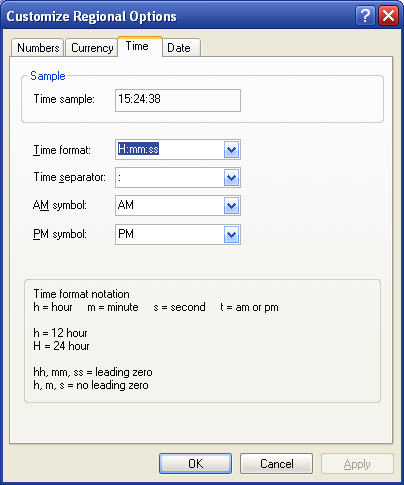 Customize Regional Options
Numbers Currency Time Date
Sample
Time sample: 15:24:38
Time format: H:mm:ss
Time separator: :
AM symbol: AM
PM symbol: PM
Time format notation
h = hour m = minute s = second t = am or pm
h = 12 hour
H = 24 hour
hh, mm, ss = leading zero
h, m, s = no leading zero
OK Cancel Apply